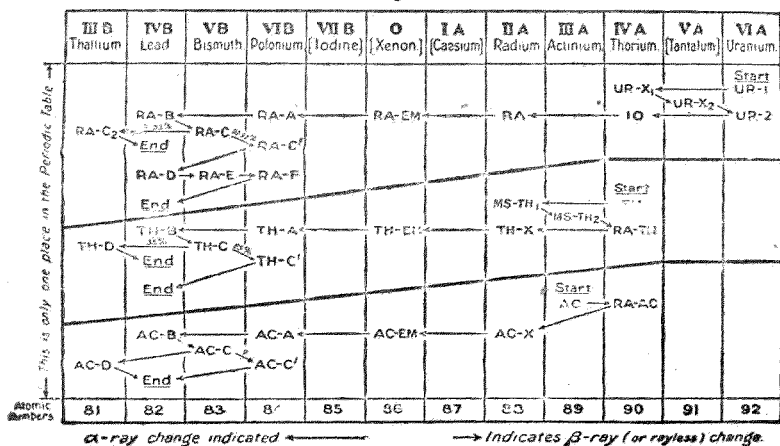 III B IV B V B VI B VII B O I A II A III A IV A V A VI A
Thallium Lead Bismuth Polonium [Iodine] [Xenon] [Caesium] Radium Actinium Thorium. [Tantalum] Uranium.
Start
UR-X₁ UR-1
UR-X₂
RA-B RA-A RA-EM RA IO UR-2
RA-C₂ RA-C
End RA-C'
RA-D RA-E RA-F
End
Start
MS-TH₁
MS-TH₂
TH-B TH-A TH-EM TH-X RA-TH
TH-D 35% TH-C 65%
End TH-C'
End
Start
AC RA-AC
AC-B AC-A AC-EM AC-X
AC-C
AC-D AC-C'
End
This is only one place in the Periodic Table
Atomic Numbers 81 82 83 84 85 86 87 88 89 90 91 92
α-ray change indicated Indicates β-ray (or rayless) change.